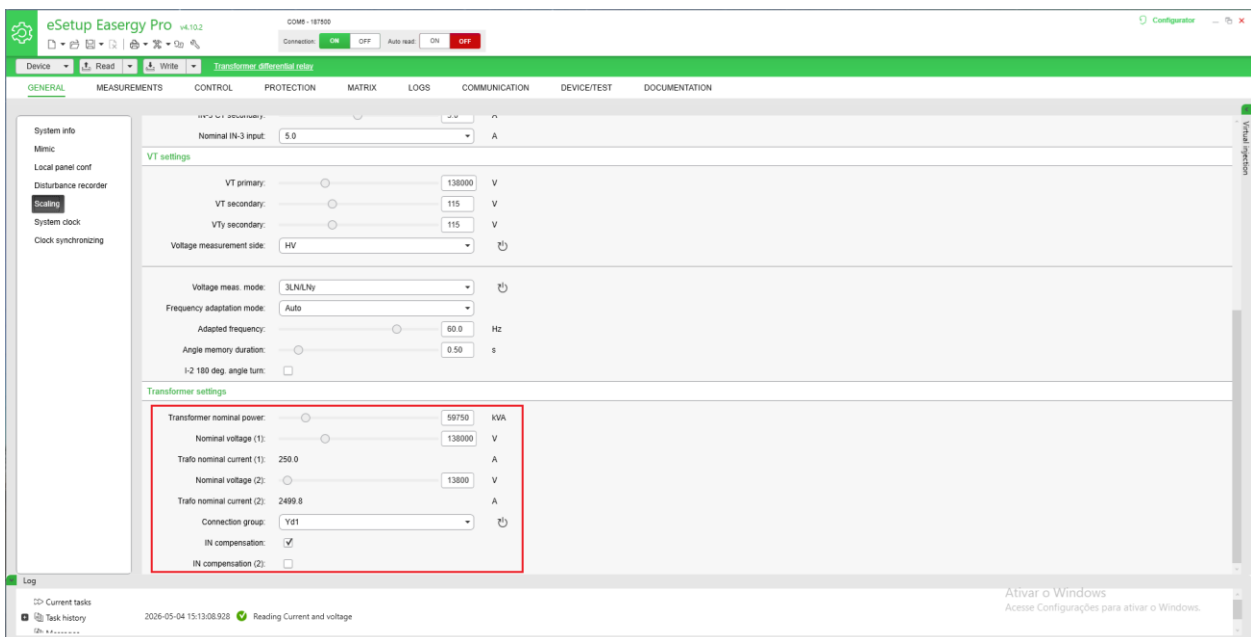 eSetup Easergy Pro v4.10.2
COM6 - 187500
Configurator
Connection: ON OFF Auto read: ON OFF
Device Read Write Transformer differential relay
GENERAL MEASUREMENTS CONTROL PROTECTION MATRIX LOGS COMMUNICATION DEVICE/TEST DOCUMENTATION
System info
Mimic
Local panel conf
Disturbance recorder
Scaling
System clock
Clock synchronizing
IN-3 CT secondary: 5.0 A
Nominal IN-3 input: 5.0 A
VT settings
VT primary: 138000 V
VT secondary: 115 V
VTy secondary: 115 V
Voltage measurement side: HV
Voltage meas. mode: 3LN/LNy
Frequency adaptation mode: Auto
Adapted frequency: 60.0 Hz
Angle memory duration: 0.50 s
I-2 180 deg. angle turn:
Transformer settings
Transformer nominal power: 59750 kVA
Nominal voltage (1): 138000 V
Trafo nominal current (1): 250.0 A
Nominal voltage (2): 13800 V
Trafo nominal current (2): 2499.8 A
Connection group: Yd1
IN compensation:
IN compensation (2):
Virtual injection
Log
Current tasks
Task history
Messages
2026-05-04 15:13:08.928 Reading Current and voltage
Ativar o Windows
Acesse Configurações para ativar o Windows.